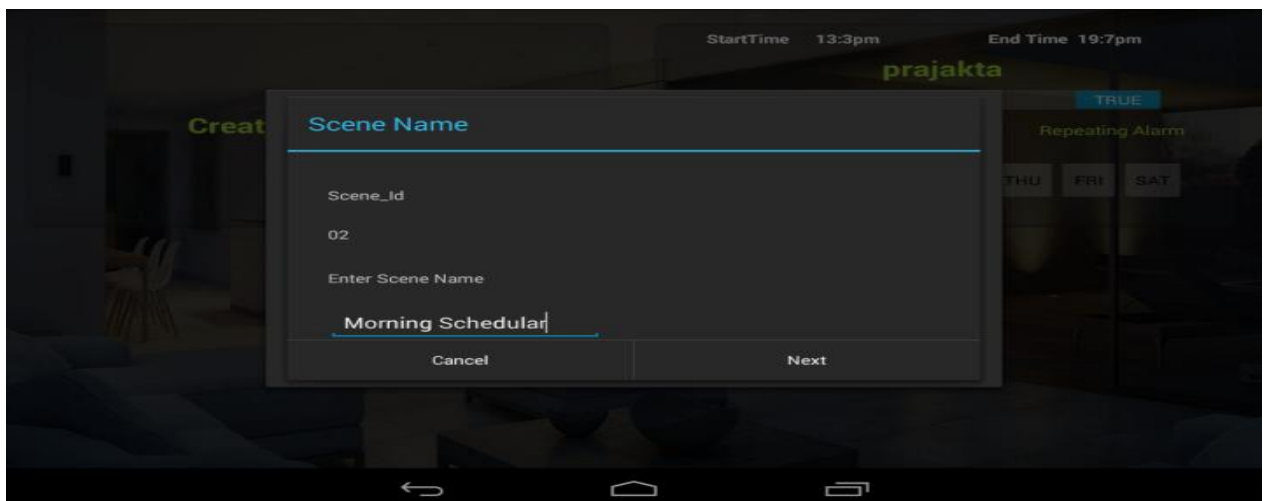 StartTime 13:3pm End Time 19:7pm
prajakta
TRUE
Creat
Scene Name
Repeating Alarm
THU FRI SAT
Scene_Id
02
Enter Scene Name
Morning Schedular
Cancel Next